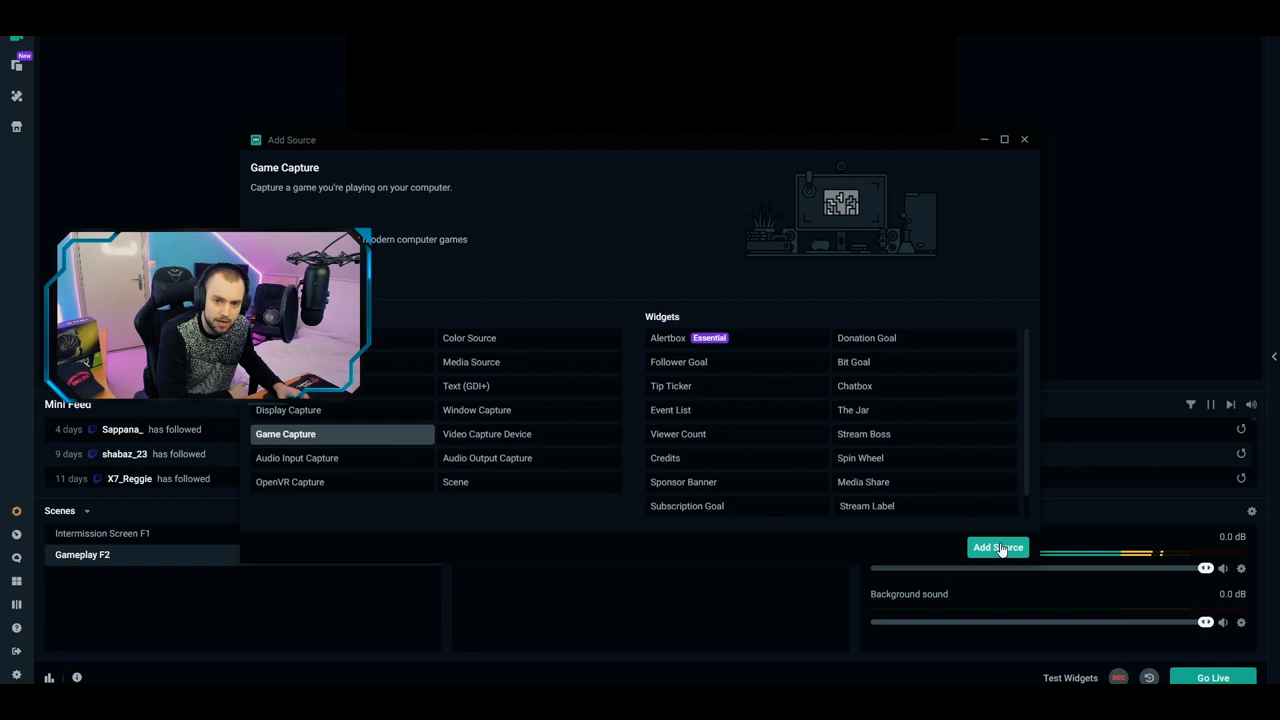 New
Add Source
Game Capture
Capture a game you're playing on your computer.
modern computer games
Widgets
Color Source
Media Source
Text (GDI+)
Display Capture
Window Capture
Game Capture
Video Capture Device
Audio Input Capture
Audio Output Capture
OpenVR Capture
Scene
Alertbox Essential
Donation Goal
Follower Goal
Bit Goal
Tip Ticker
Chatbox
Event List
The Jar
Viewer Count
Stream Boss
Credits
Spin Wheel
Sponsor Banner
Media Share
Subscription Goal
Stream Label
Add Source
Mini Feed
4 days Sappana_ has followed
9 days shabaz_23 has followed
11 days X7_Reggie has followed
Scenes
Intermission Screen F1
Gameplay F2
0.0 dB
Background sound
0.0 dB
Test Widgets
REC
Go Live